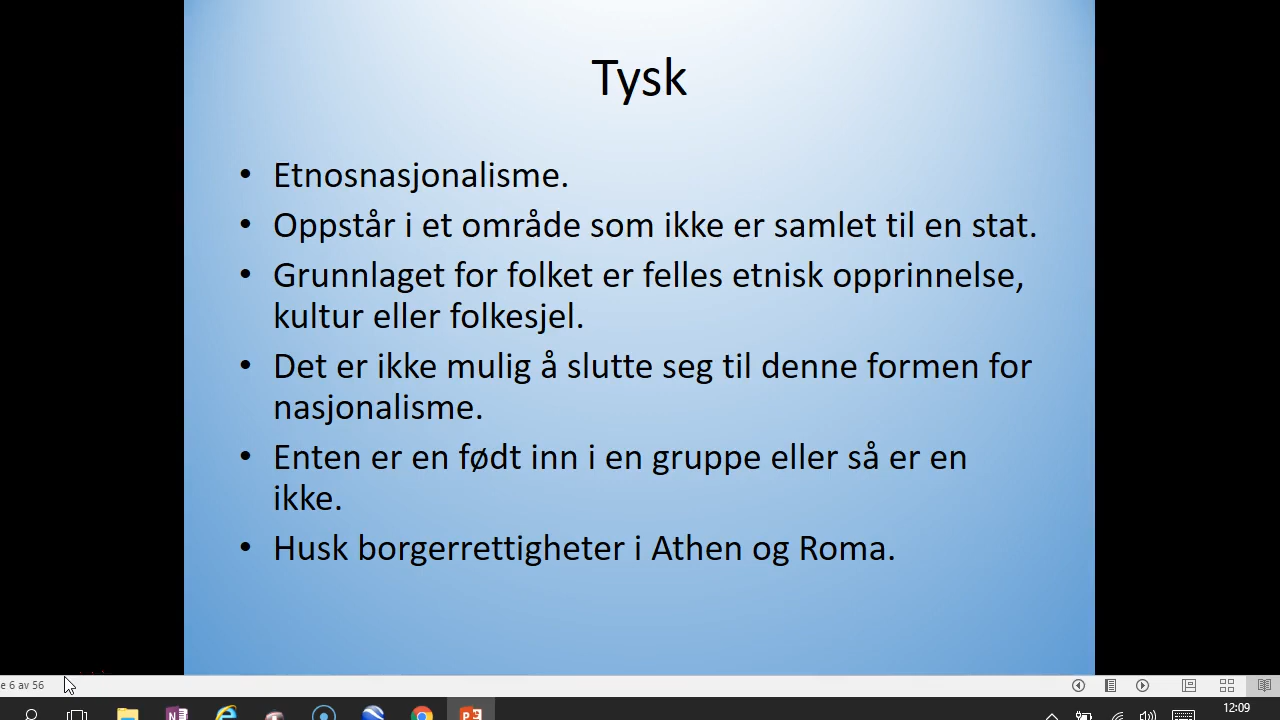 Tysk
• Etnosnasjonalisme.
• Oppstår i et område som ikke er samlet til en stat.
• Grunnlaget for folket er felles etnisk opprinnelse,
kultur eller folkesjel.
• Det er ikke mulig å slutte seg til denne formen for
nasjonalisme.
• Enten er en født inn i en gruppe eller så er en
ikke.
• Husk borgerrettigheter i Athen og Roma.
e 6 av 56
12:09